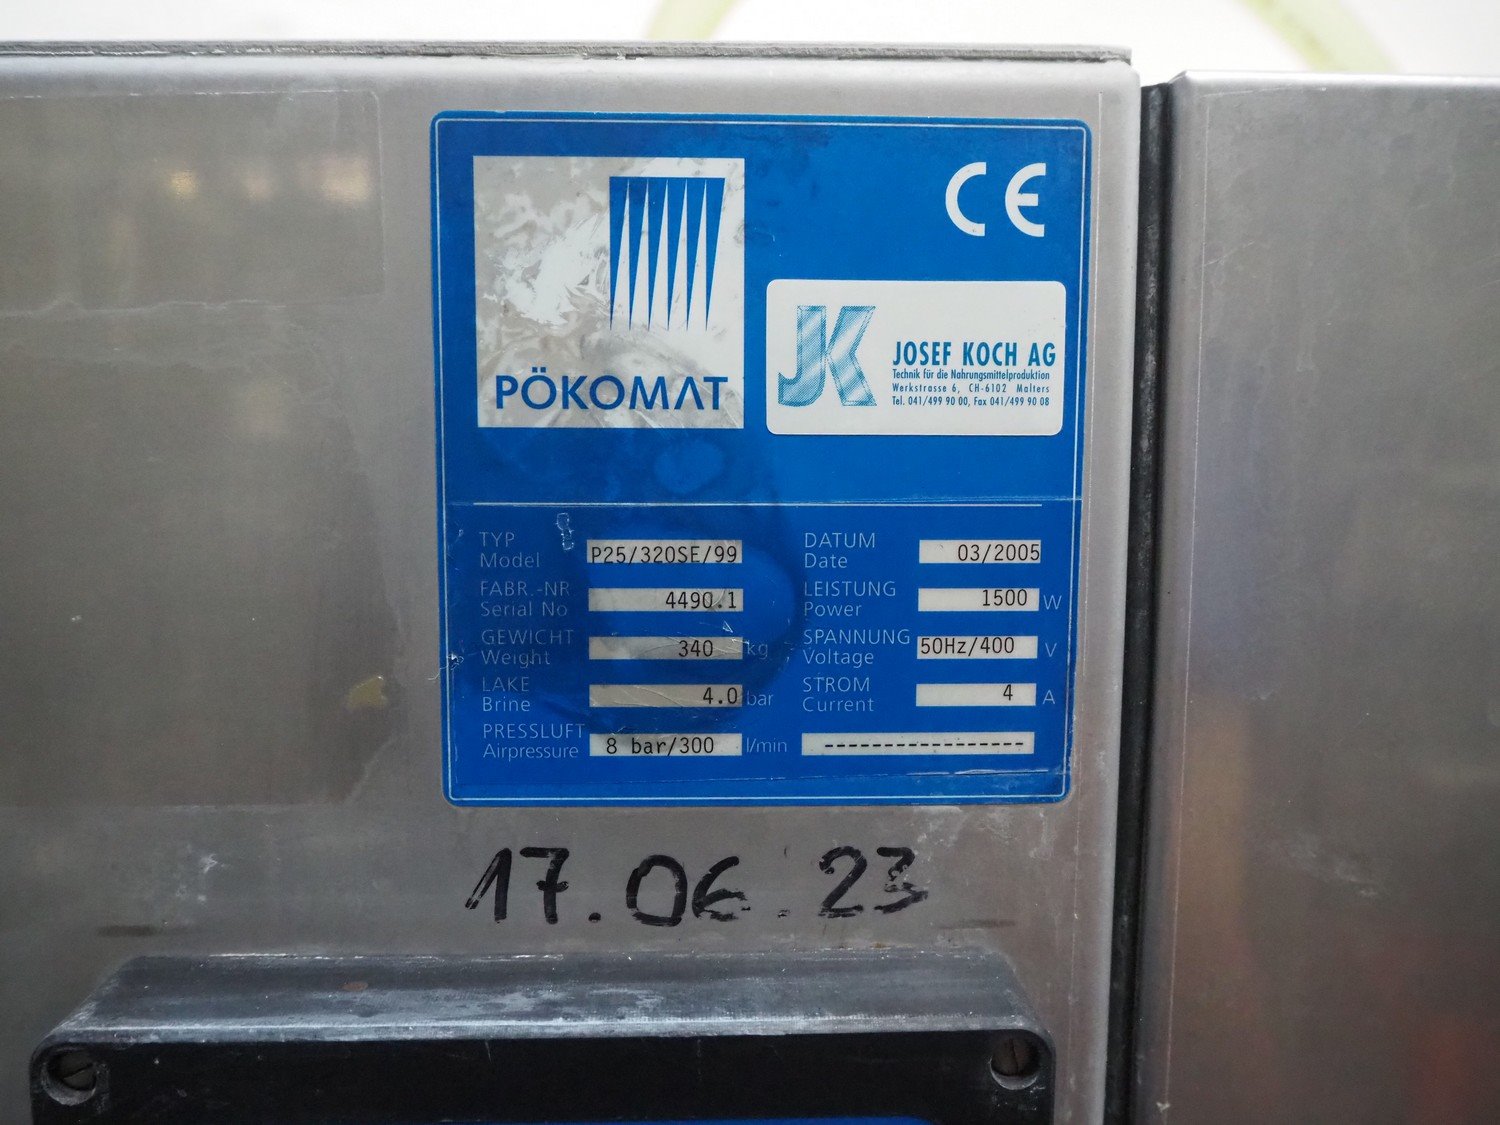 CE
PÖKOMAT
JK
JOSEF KOCH AG
Technik für die Nahrungsmittelproduktion
Werkstrasse 6, CH-6102 Malters
Tel. 041/499 90 00, Fax 041/499 90 08
TYP
Model P25/320SE/99
FABR.-NR
Serial No 4490.1
GEWICHT
Weight 340 kg
LAKE
Brine 4.0 bar
PRESSLUFT
Airpressure 8 bar/300 l/min
DATUM
Date 03/2005
LEISTUNG
Power 1500 W
SPANNUNG
Voltage 50Hz/400 V
STROM
Current 4 A
-----------------
17.06.23